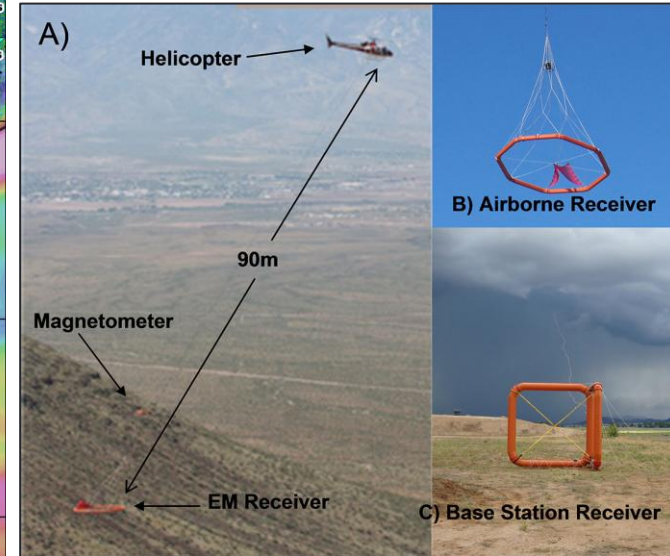 A)
Helicopter
90m
Magnetometer
EM Receiver
B) Airborne Receiver
C) Base Station Receiver